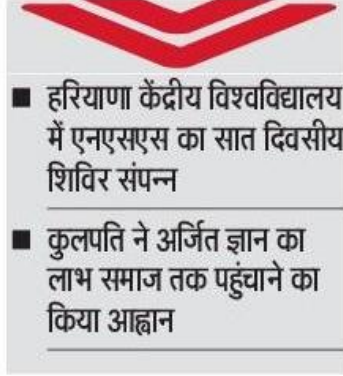 ■ हरियाणा केंद्रीय विश्वविद्यालय
में एनएसएस का सात दिवसीय
शिविर संपन्न
■ कुलपति ने अर्जित ज्ञान का
लाभ समाज तक पहुंचाने का
किया आह्वान